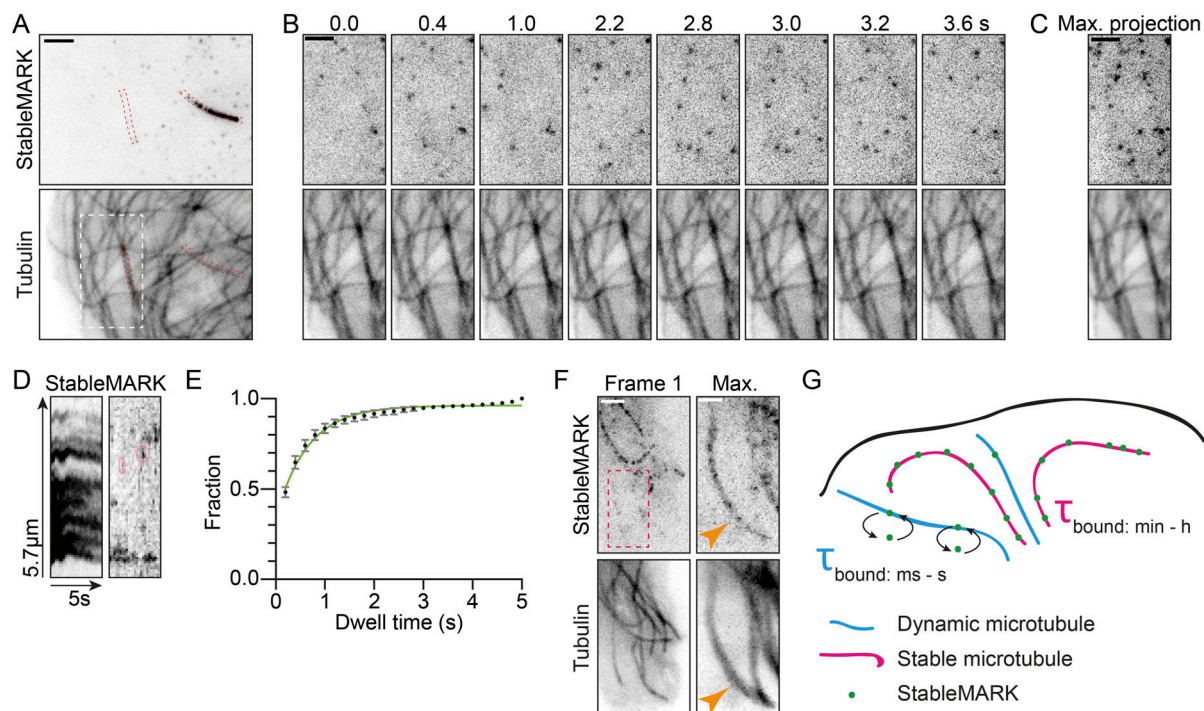 A
B
0.0 0.4 1.0 2.2 2.8 3.0 3.2 3.6 s
C Max. projection
StableMARK
Tubulin
D StableMARK
5.7µm
5s
E
Fraction
1.0
0.5
0.0
0 1 2 3 4 5
Dwell time (s)
F
Frame 1 Max.
StableMARK
Tubulin
G
τ bound: min - h
τ bound: ms - s
Dynamic microtubule
Stable microtubule
StableMARK